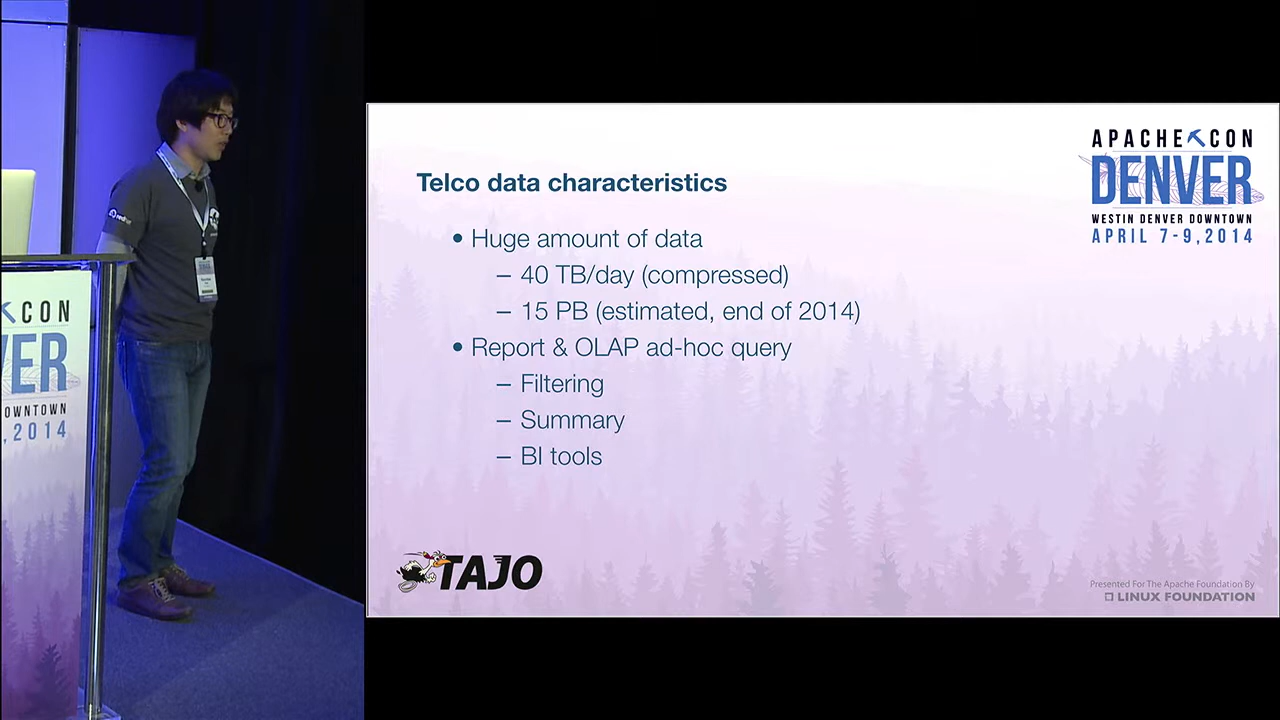 redhat
CON
ER
OWNTOWN
, 2014
APACHE CON
DENVER
WESTIN DENVER DOWNTOWN
APRIL 7-9, 2014
Telco data characteristics
• Huge amount of data
– 40 TB/day (compressed)
– 15 PB (estimated, end of 2014)
• Report & OLAP ad-hoc query
– Filtering
– Summary
– BI tools
TAJO
Presented For The Apache Foundation By
LINUX FOUNDATION